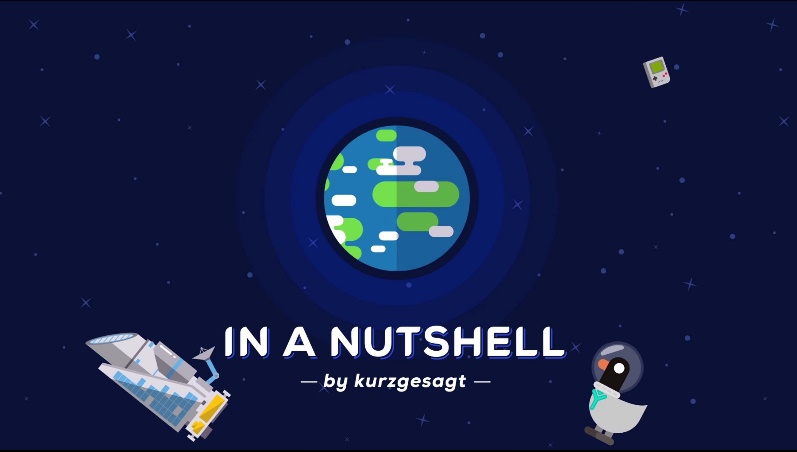 IN A NUTSHELL
— by kurzgesagt —